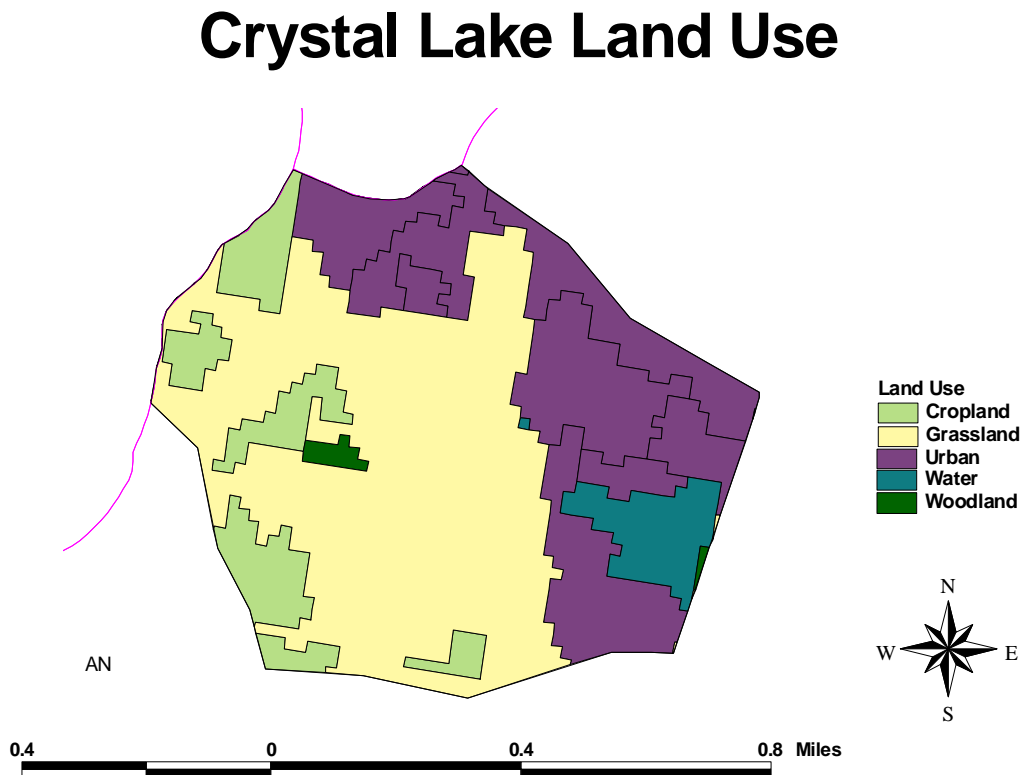 Crystal Lake Land Use
Land Use
Cropland
Grassland
Urban
Water
Woodland
N
W
E
S
AN
0.4 0 0.4 0.8 Miles